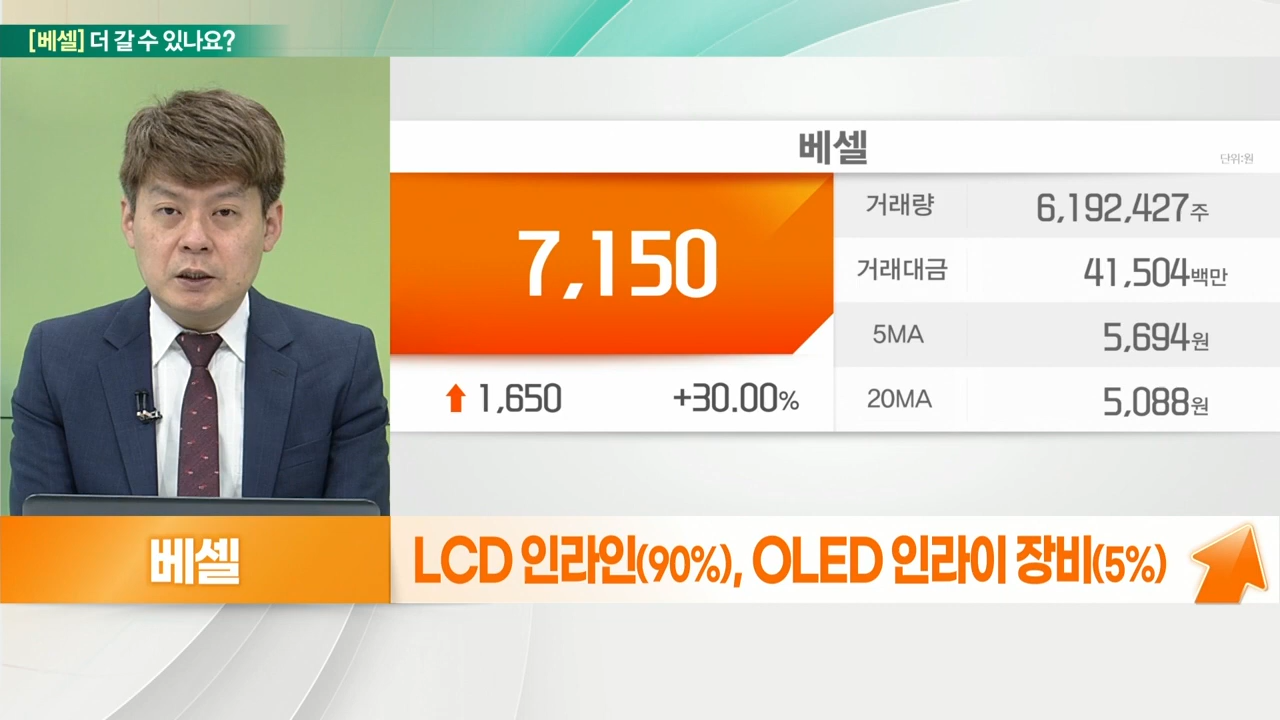 [베셀] 더 갈 수 있나요?
베셀
단위:원
7,150
1,650 +30.00%
거래량 6,192,427주
거래대금 41,504백만
5MA 5,694원
20MA 5,088원
베셀
LCD 인라인(90%), OLED 인라이 장비(5%)